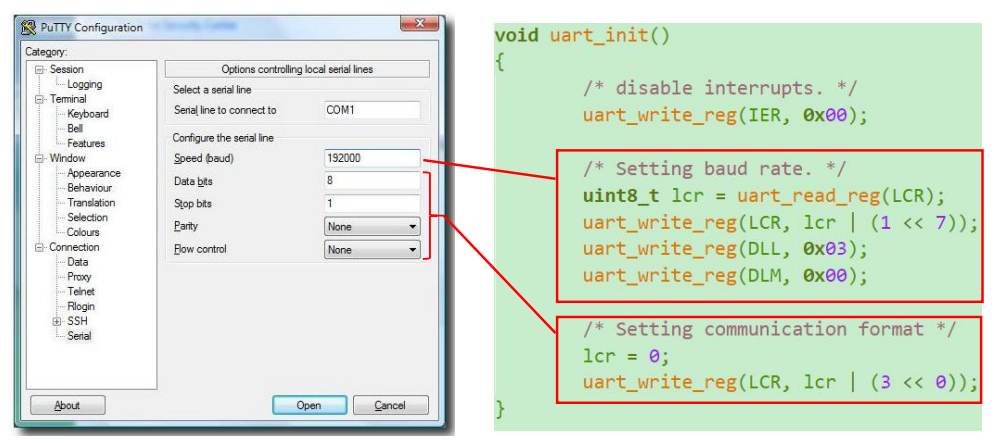 PuTTY Configuration
Category:
Session
Logging
Terminal
Keyboard
Bell
Features
Window
Appearance
Behaviour
Translation
Selection
Colours
Connection
Data
Proxy
Telnet
Rlogin
SSH
Serial
Options controlling local serial lines
Select a serial line
Serial line to connect to COM1
Configure the serial line
Speed (baud) 192000
Data bits 8
Stop bits 1
Parity None
Flow control None
About Open Cancel
void uart_init()
{
/* disable interrupts. */
uart_write_reg(IER, 0x00);
/* Setting baud rate. */
uint8_t lcr = uart_read_reg(LCR);
uart_write_reg(LCR, lcr | (1 << 7));
uart_write_reg(DLL, 0x03);
uart_write_reg(DLM, 0x00);
/* Setting communication format */
lcr = 0;
uart_write_reg(LCR, lcr | (3 << 0));
}